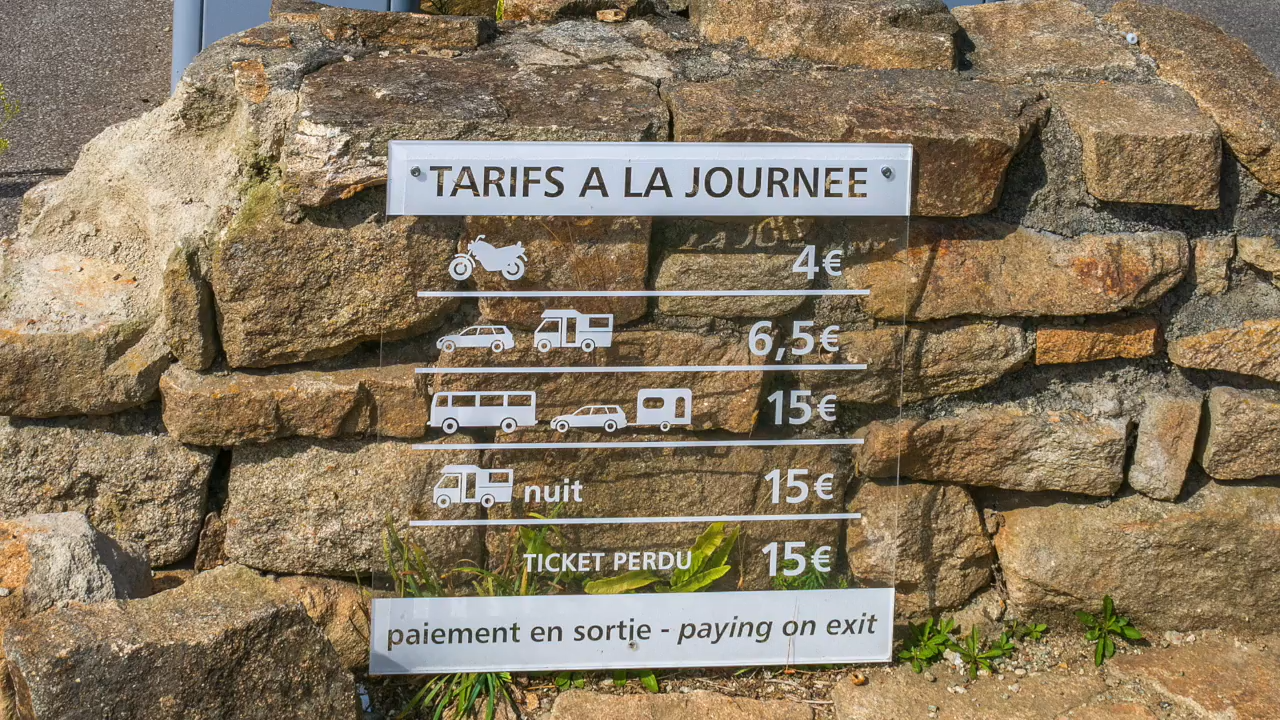 TARIFS A LA JOURNEE
4€
6,5€
15€
nuit 15€
TICKET PERDU 15€
paiement en sortie - paying on exit